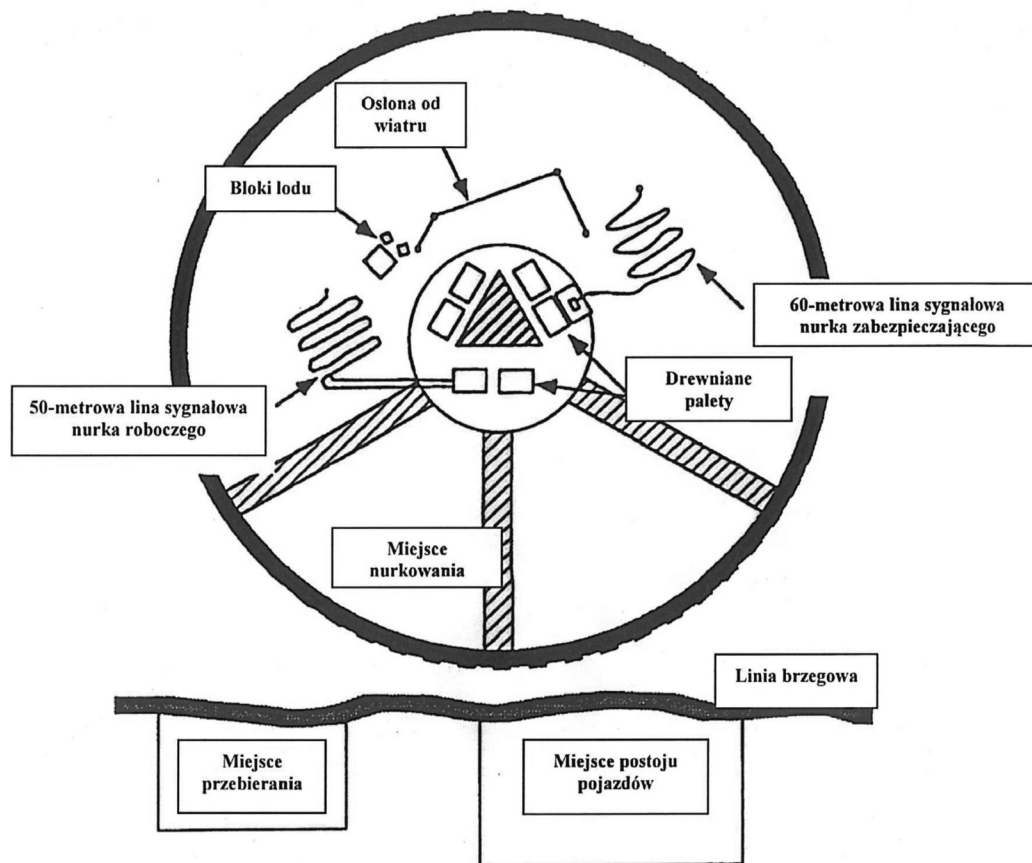 Osłona od
wiatru
Bloki lodu
60-metrowa lina sygnałowa
nurka zabezpieczającego
Drewniane
palety
50-metrowa lina sygnałowa
nurka roboczego
Miejsce
nurkowania
Linia brzegowa
Miejsce
przebierania
Miejsce postoju
pojazdów